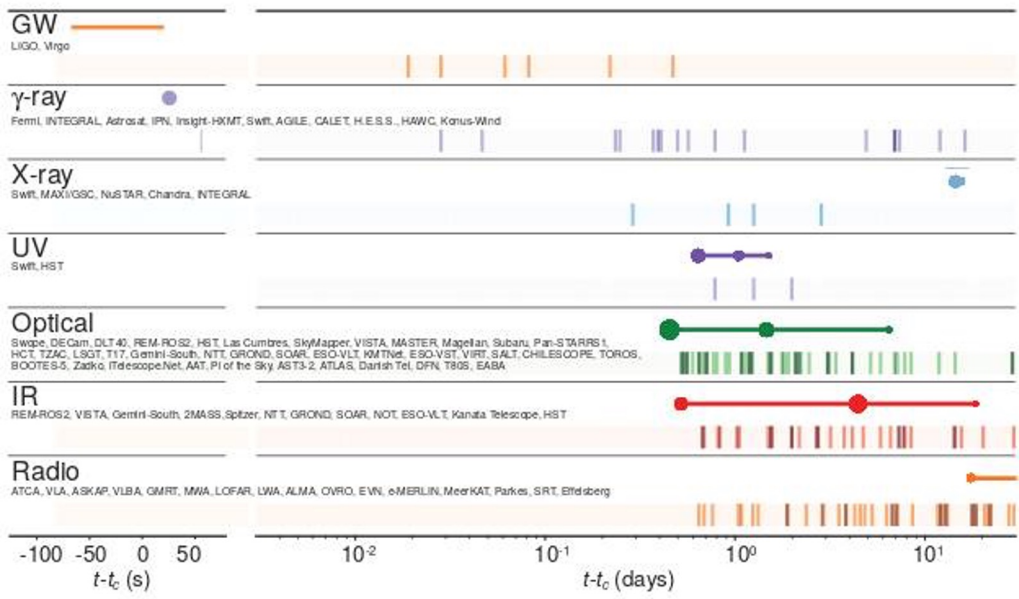 GW
LIGO, Virgo
γ-ray
Fermi, INTEGRAL, Astrosat, IPN, Insight-HXMT, Swift, AGILE, CALET, H.E.S.S., HAWC, Konus-Wind
X-ray
Swift, MAXI/GSC, NuSTAR, Chandra, INTEGRAL
UV
Swift, HST
Optical
Swope, DECam, DLT40, REM-ROS2, HST, Las Cumbres, SkyMapper, VISTA, MASTER, Magellan, Subaru, Pan-STARRS1,
HCT, TZAC, LSGT, T17, Gemini-South, NTT, GROND, SOAR, ESO-VLT, KMTNet, ESO-VST, VIRT, SALT, CHILESCOPE, TOROS,
BOOTES-5, Zadko, iTelescope.Net, AAT, Pi of the Sky, AST3-2, ATLAS, Danish Tel, DFN, T80S, EABA
IR
REM-ROS2, VISTA, Gemini-South, 2MASS,Spitzer, NTT, GROND, SOAR, NOT, ESO-VLT, Kanata Telescope, HST
Radio
ATCA, VLA, ASKAP, VLBA, GMRT, MWA, LOFAR, LWA, ALMA, OVRO, EVN, e-MERLIN, MeerKAT, Parkes, SRT, Effelsberg
-100 -50 0 50 10⁻² 10⁻¹ 10⁰ 10¹
t-t_c (s) t-t_c (days)